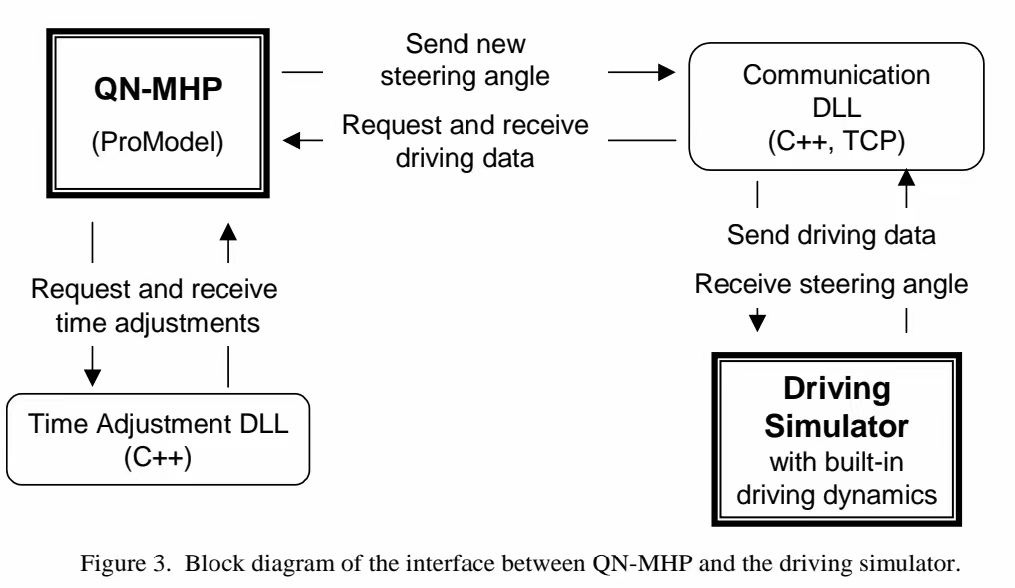 QN-MHP
(ProModel)
Send new
steering angle
Request and receive
driving data
Communication
DLL
(C++, TCP)
Send driving data
Receive steering angle
Request and receive
time adjustments
Time Adjustment DLL
(C++)
Driving
Simulator
with built-in
driving dynamics
Figure 3.  Block diagram of the interface between QN-MHP and the driving simulator.